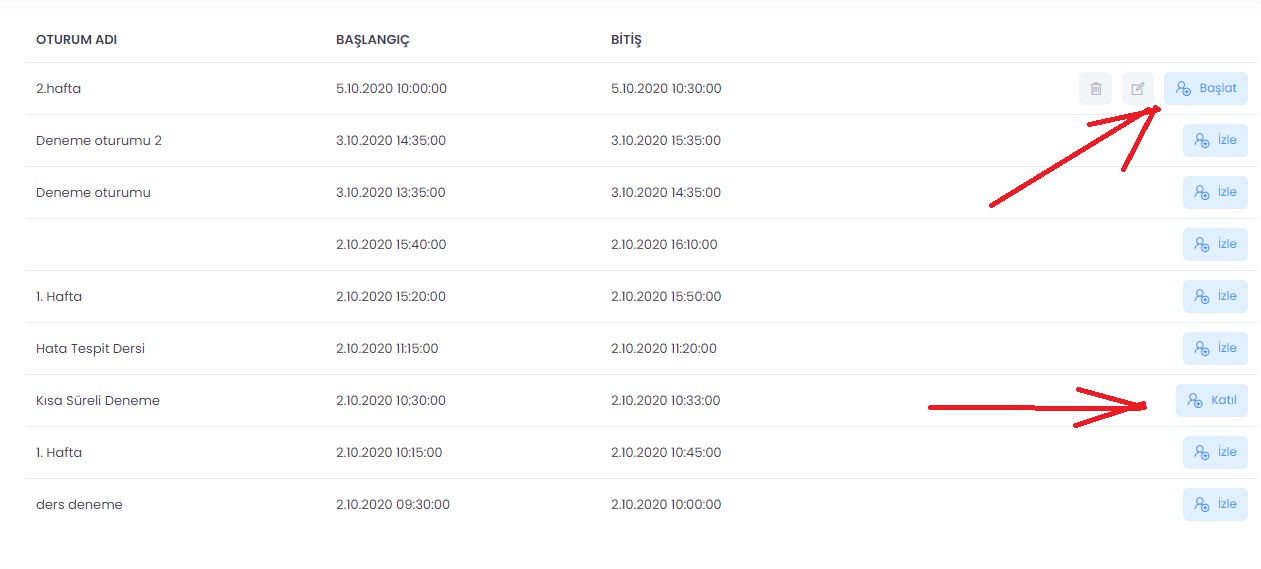 OTURUM ADI BAŞLANGIÇ BİTİŞ
2.hafta 5.10.2020 10:00:00 5.10.2020 10:30:00 Başlat
Deneme oturumu 2 3.10.2020 14:35:00 3.10.2020 15:35:00 İzle
Deneme oturumu 3.10.2020 13:35:00 3.10.2020 14:35:00 İzle
2.10.2020 15:40:00 2.10.2020 16:10:00 İzle
1. Hafta 2.10.2020 15:20:00 2.10.2020 15:50:00 İzle
Hata Tespit Dersi 2.10.2020 11:15:00 2.10.2020 11:20:00 İzle
Kısa Süreli Deneme 2.10.2020 10:30:00 2.10.2020 10:33:00 Katıl
1. Hafta 2.10.2020 10:15:00 2.10.2020 10:45:00 İzle
ders deneme 2.10.2020 09:30:00 2.10.2020 10:00:00 İzle